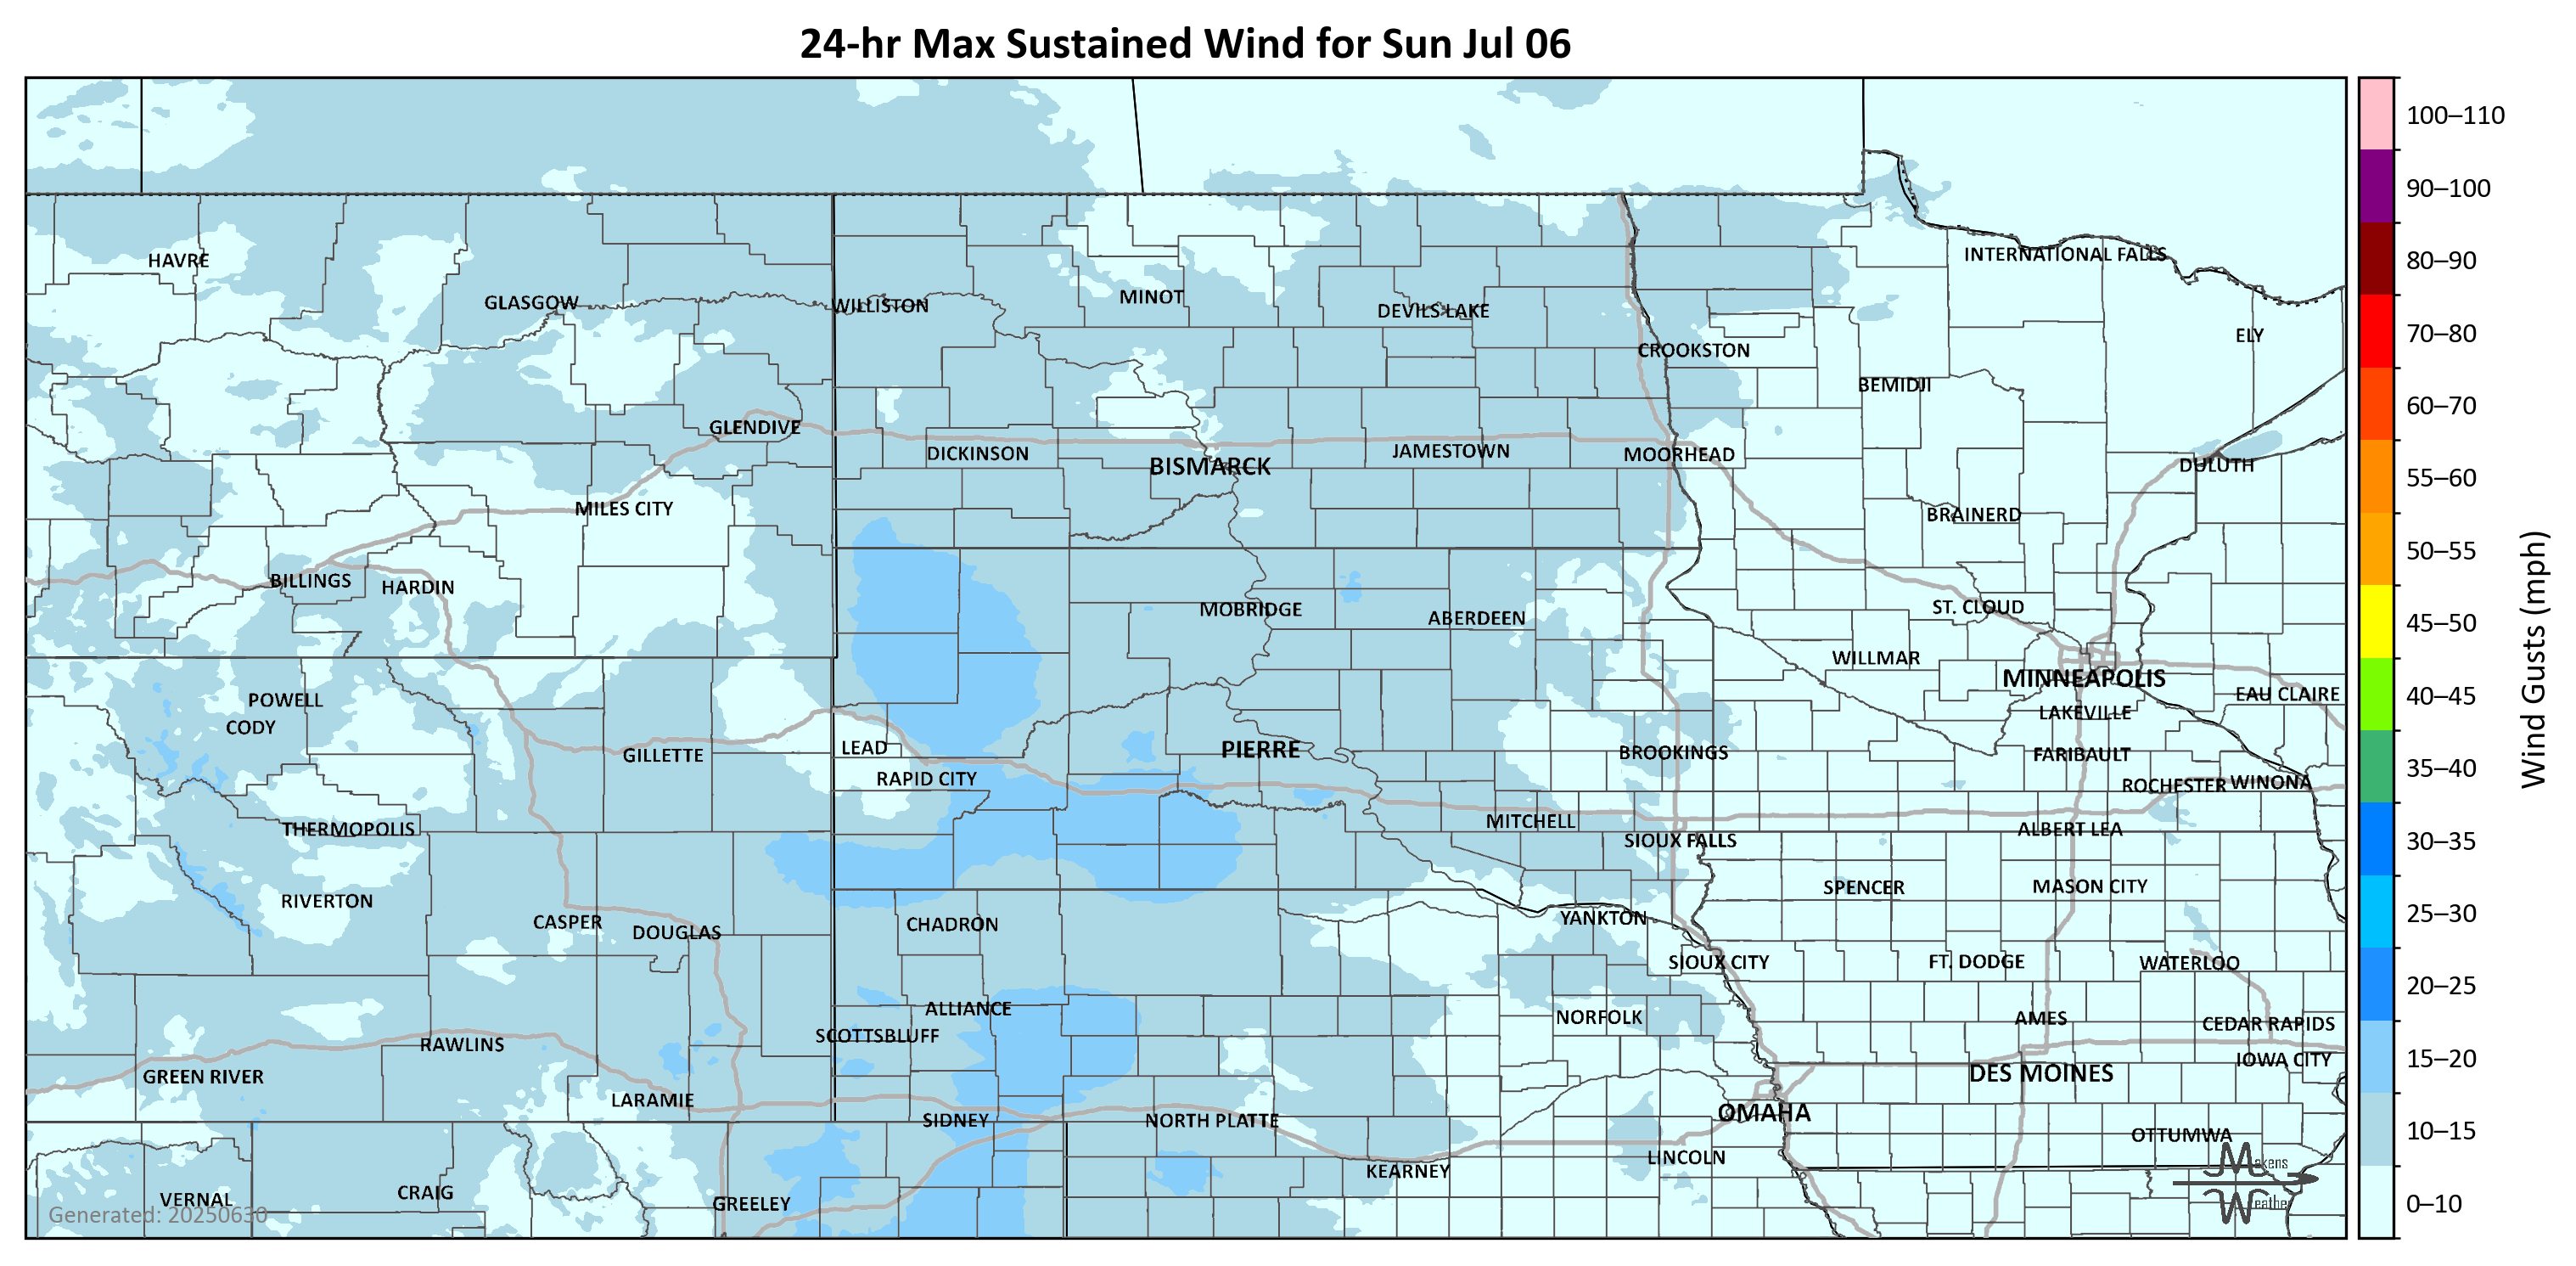 24-hr Max Sustained Wind for Sun Jul 06
100–110
90–100
80–90
70–80
60–70
55–60
50–55
45–50
40–45
35–40
30–35
25–30
20–25
15–20
10–15
0–10
Wind Gusts (mph)
HAVRE
INTERNATIONAL FALLS
GLASGOW
WILLISTON
MINOT
DEVILS LAKE
ELY
CROOKSTON
BEMIDJI
GLENDIVE
DICKINSON
BISMARCK
JAMESTOWN
MOORHEAD
DULUTH
MILES CITY
BRAINERD
BILLINGS
HARDIN
MOBRIDGE
ABERDEEN
ST. CLOUD
WILLMAR
MINNEAPOLIS
EAU CLAIRE
POWELL
CODY
LAKEVILLE
GILLETTE
LEAD
PIERRE
BROOKINGS
FARIBAULT
RAPID CITY
ROCHESTER
WINONA
THERMOPOLIS
MITCHELL
SIOUX FALLS
ALBERT LEA
RIVERTON
SPENCER
MASON CITY
CASPER
DOUGLAS
CHADRON
YANKTON
SIOUX CITY
FT. DODGE
WATERLOO
ALLIANCE
NORFOLK
AMES
CEDAR RAPIDS
SCOTTSBLUFF
RAWLINS
IOWA CITY
GREEN RIVER
DES MOINES
LARAMIE
SIDNEY
NORTH PLATTE
OMAHA
OTTUMWA
KEARNEY
LINCOLN
VERNAL
CRAIG
GREELEY
Generated: 20250630
Makens
Weather